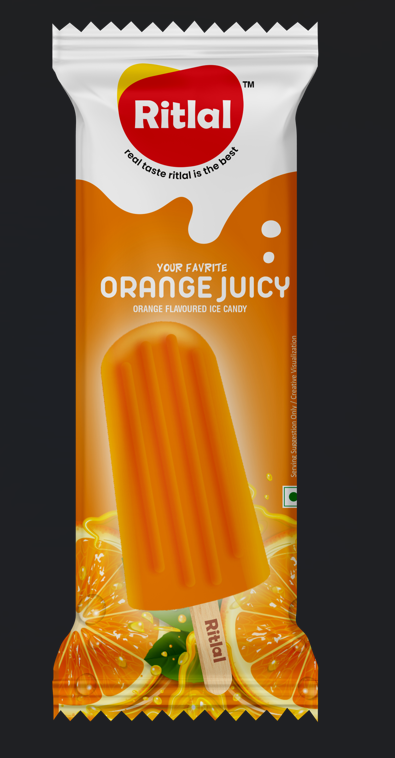 Ritlal
TM
real taste ritlal is the best
YOUR FAVRITE
ORANGE JUICY
ORANGE FLAVOURED ICE CANDY
Serving Suggestion Only / Creative Visualization
Ritlal